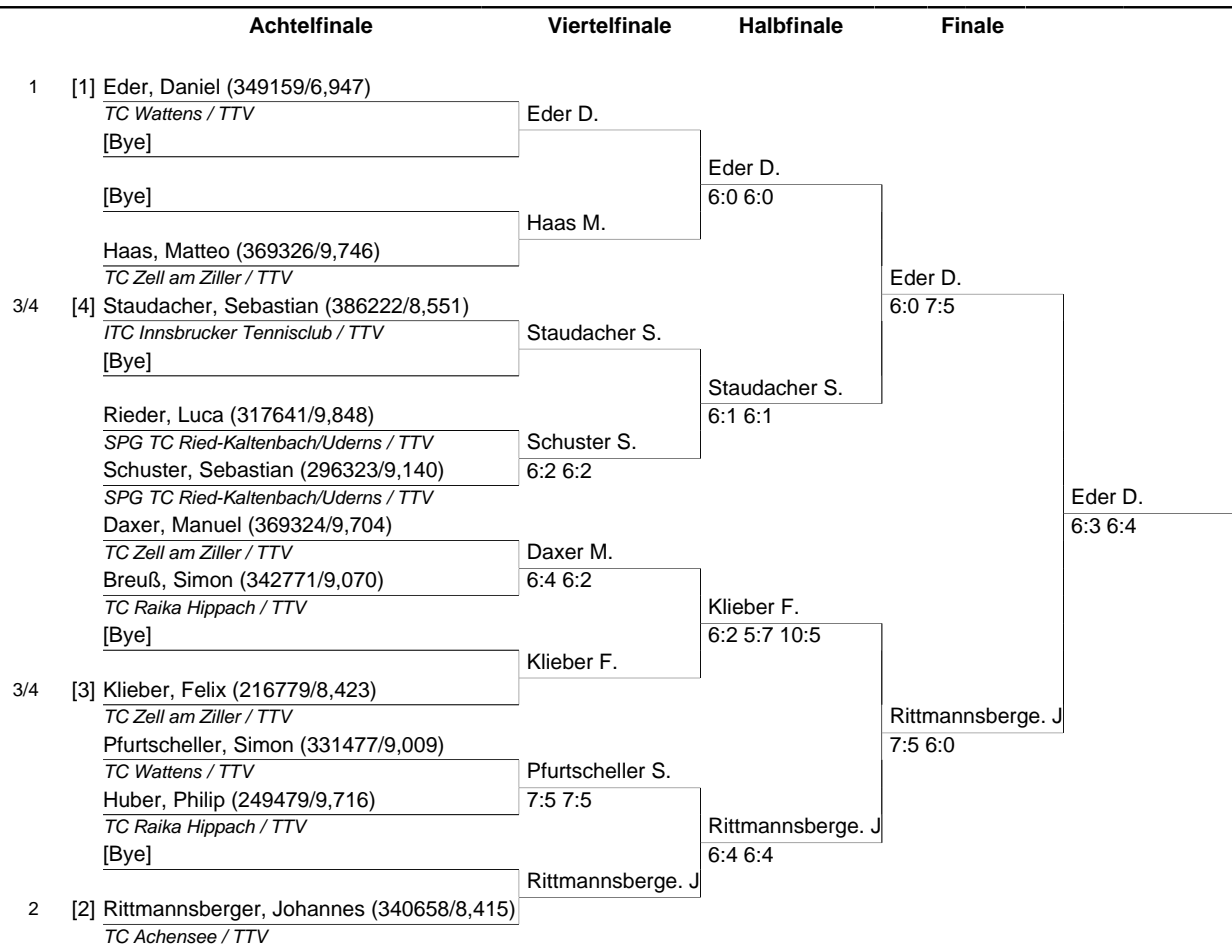 Achtelfinale Viertelfinale Halbfinale Finale
1 [1] Eder, Daniel (349159/6,947)
TC Wattens / TTV Eder D.
[Bye]
Eder D.
[Bye] 6:0 6:0
Haas M.
Haas, Matteo (369326/9,746)
TC Zell am Ziller / TTV Eder D.
3/4 [4] Staudacher, Sebastian (386222/8,551) 6:0 7:5
ITC Innsbrucker Tennisclub / TTV Staudacher S.
[Bye]
Staudacher S.
Rieder, Luca (317641/9,848) 6:1 6:1
SPG TC Ried-Kaltenbach/Uderns / TTV Schuster S.
Schuster, Sebastian (296323/9,140) 6:2 6:2
SPG TC Ried-Kaltenbach/Uderns / TTV Eder D.
Daxer, Manuel (369324/9,704) 6:3 6:4
TC Zell am Ziller / TTV Daxer M.
Breuß, Simon (342771/9,070) 6:4 6:2
TC Raika Hippach / TTV Klieber F.
[Bye] 6:2 5:7 10:5
Klieber F.
3/4 [3] Klieber, Felix (216779/8,423)
TC Zell am Ziller / TTV Rittmannsberge. J
Pfurtscheller, Simon (331477/9,009) 7:5 6:0
TC Wattens / TTV Pfurtscheller S.
Huber, Philip (249479/9,716) 7:5 7:5
TC Raika Hippach / TTV Rittmannsberge. J
[Bye] 6:4 6:4
Rittmannsberge. J
2 [2] Rittmannsberger, Johannes (340658/8,415)
TC Achensee / TTV